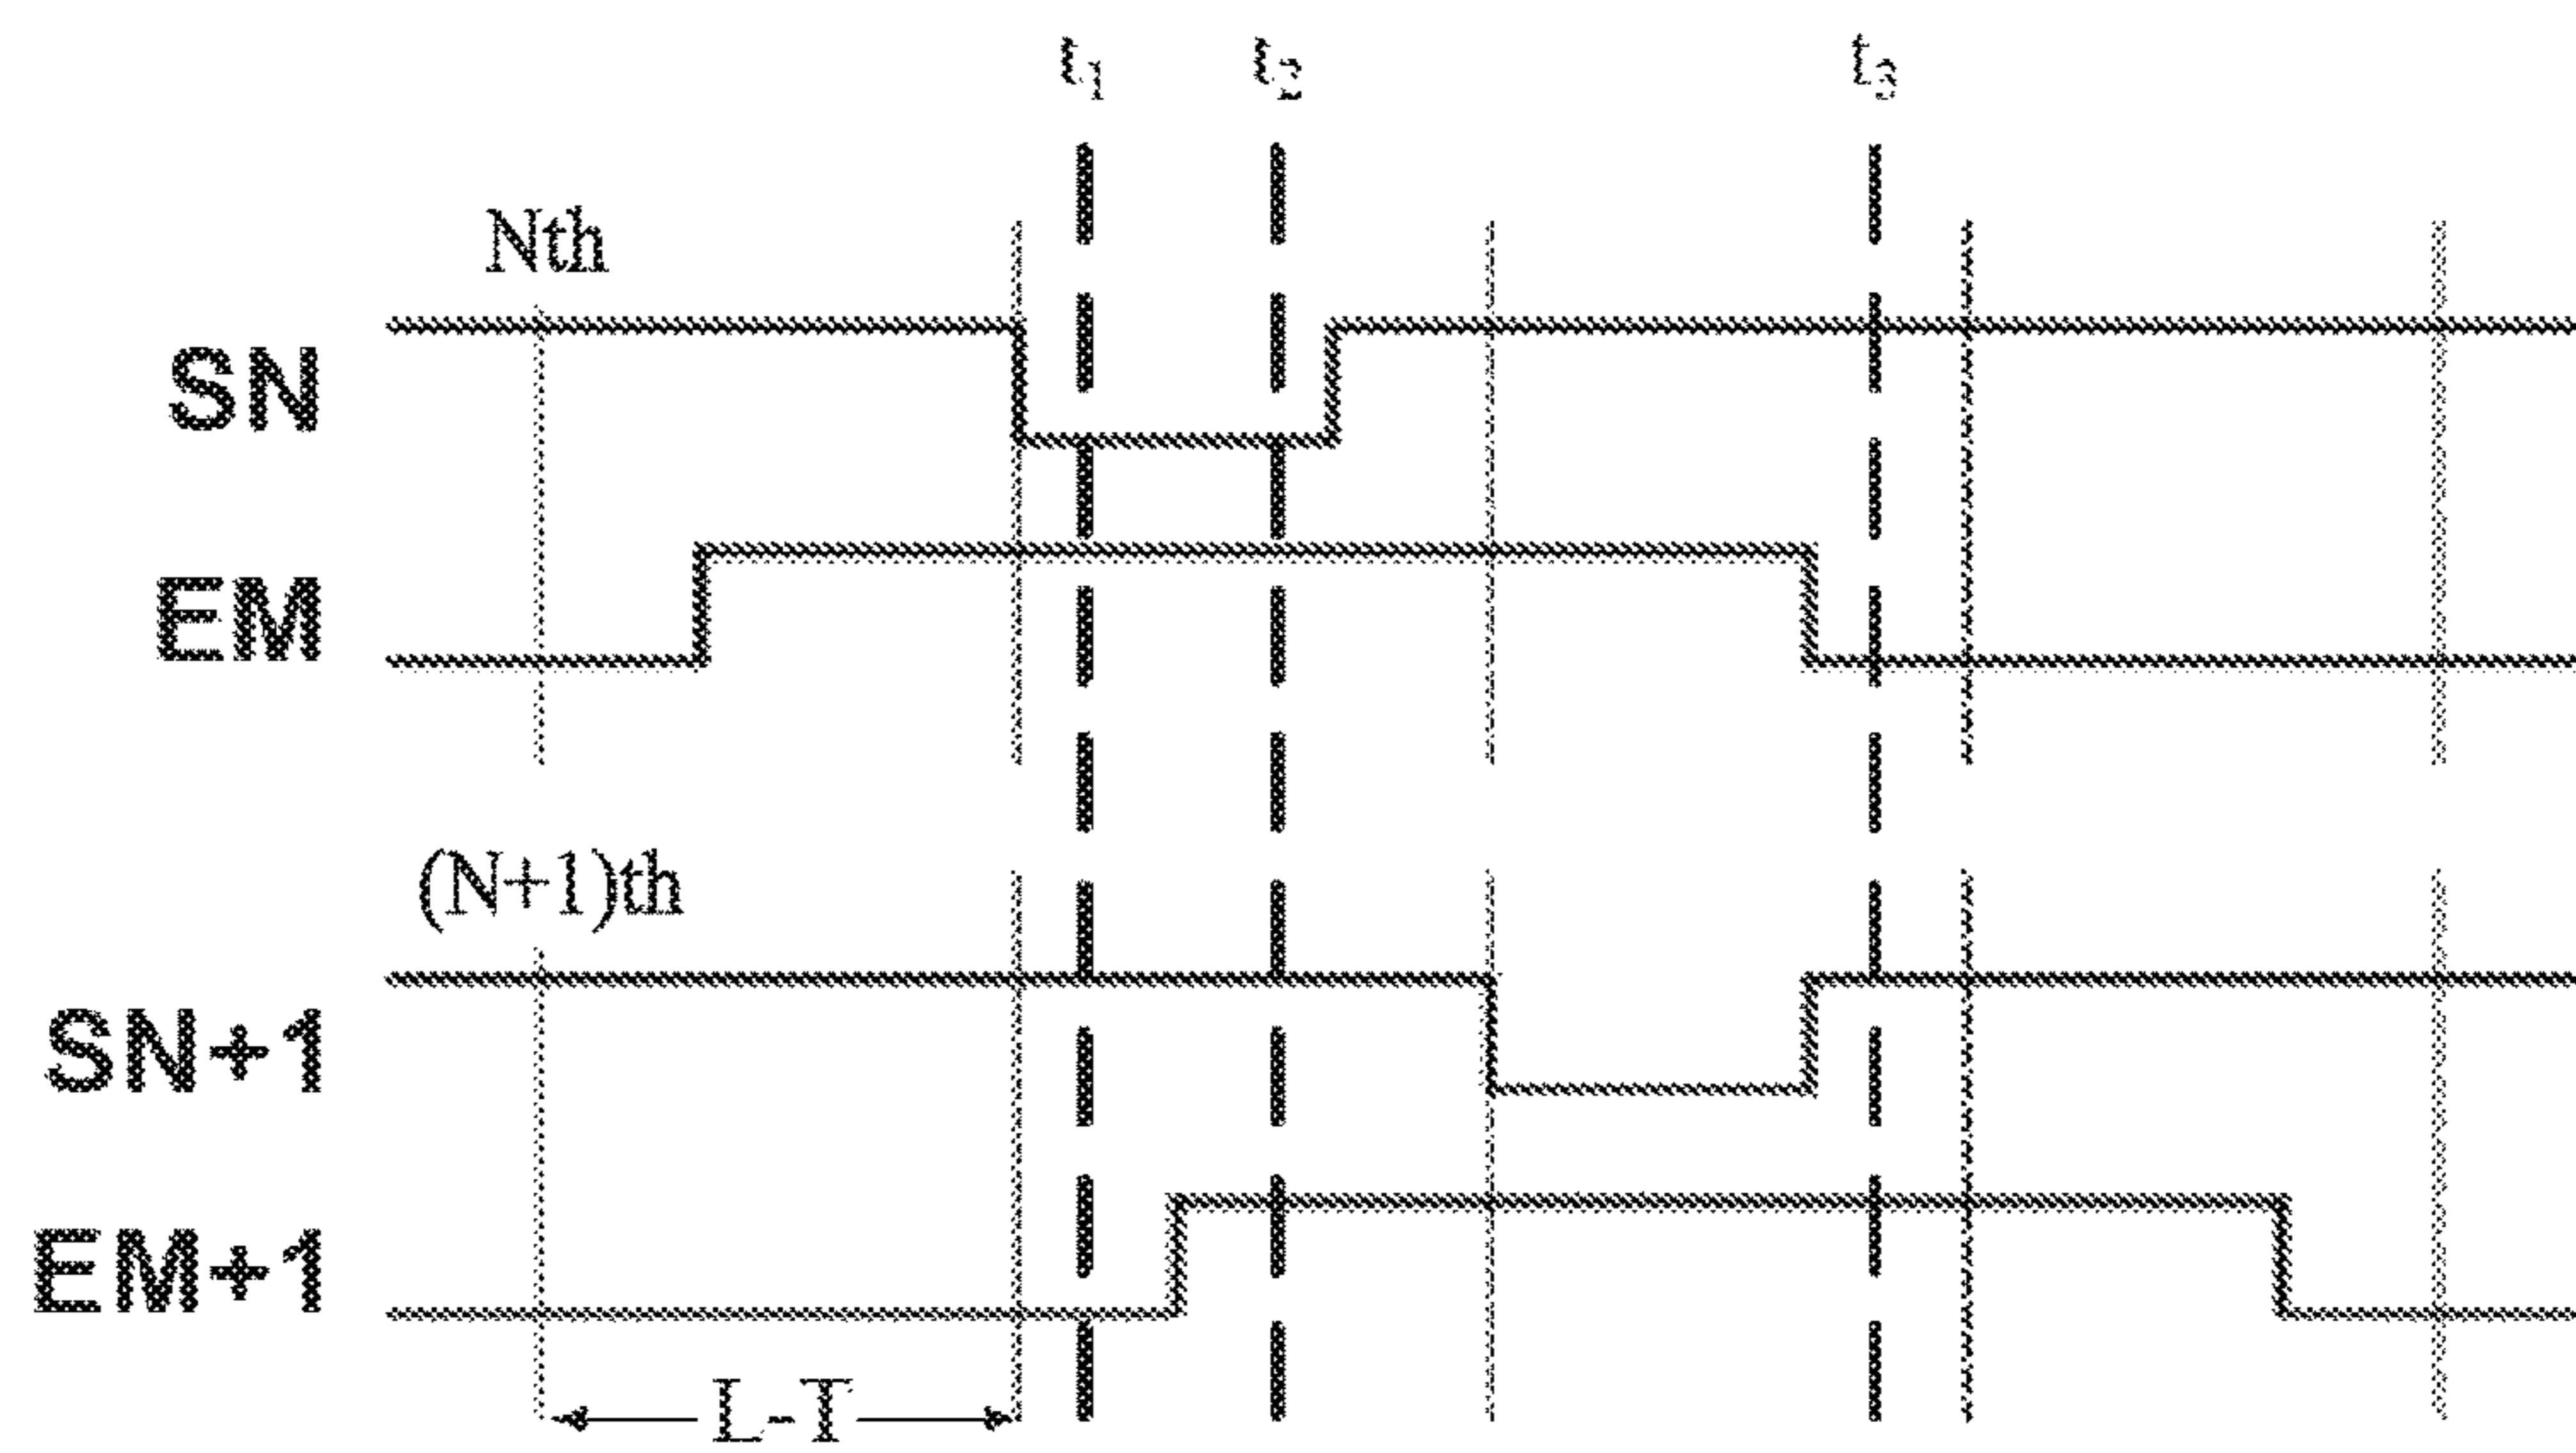 t1 t2 t3
Nth
SN
EM
(N+1)th
SN+1
EM+1
L-T